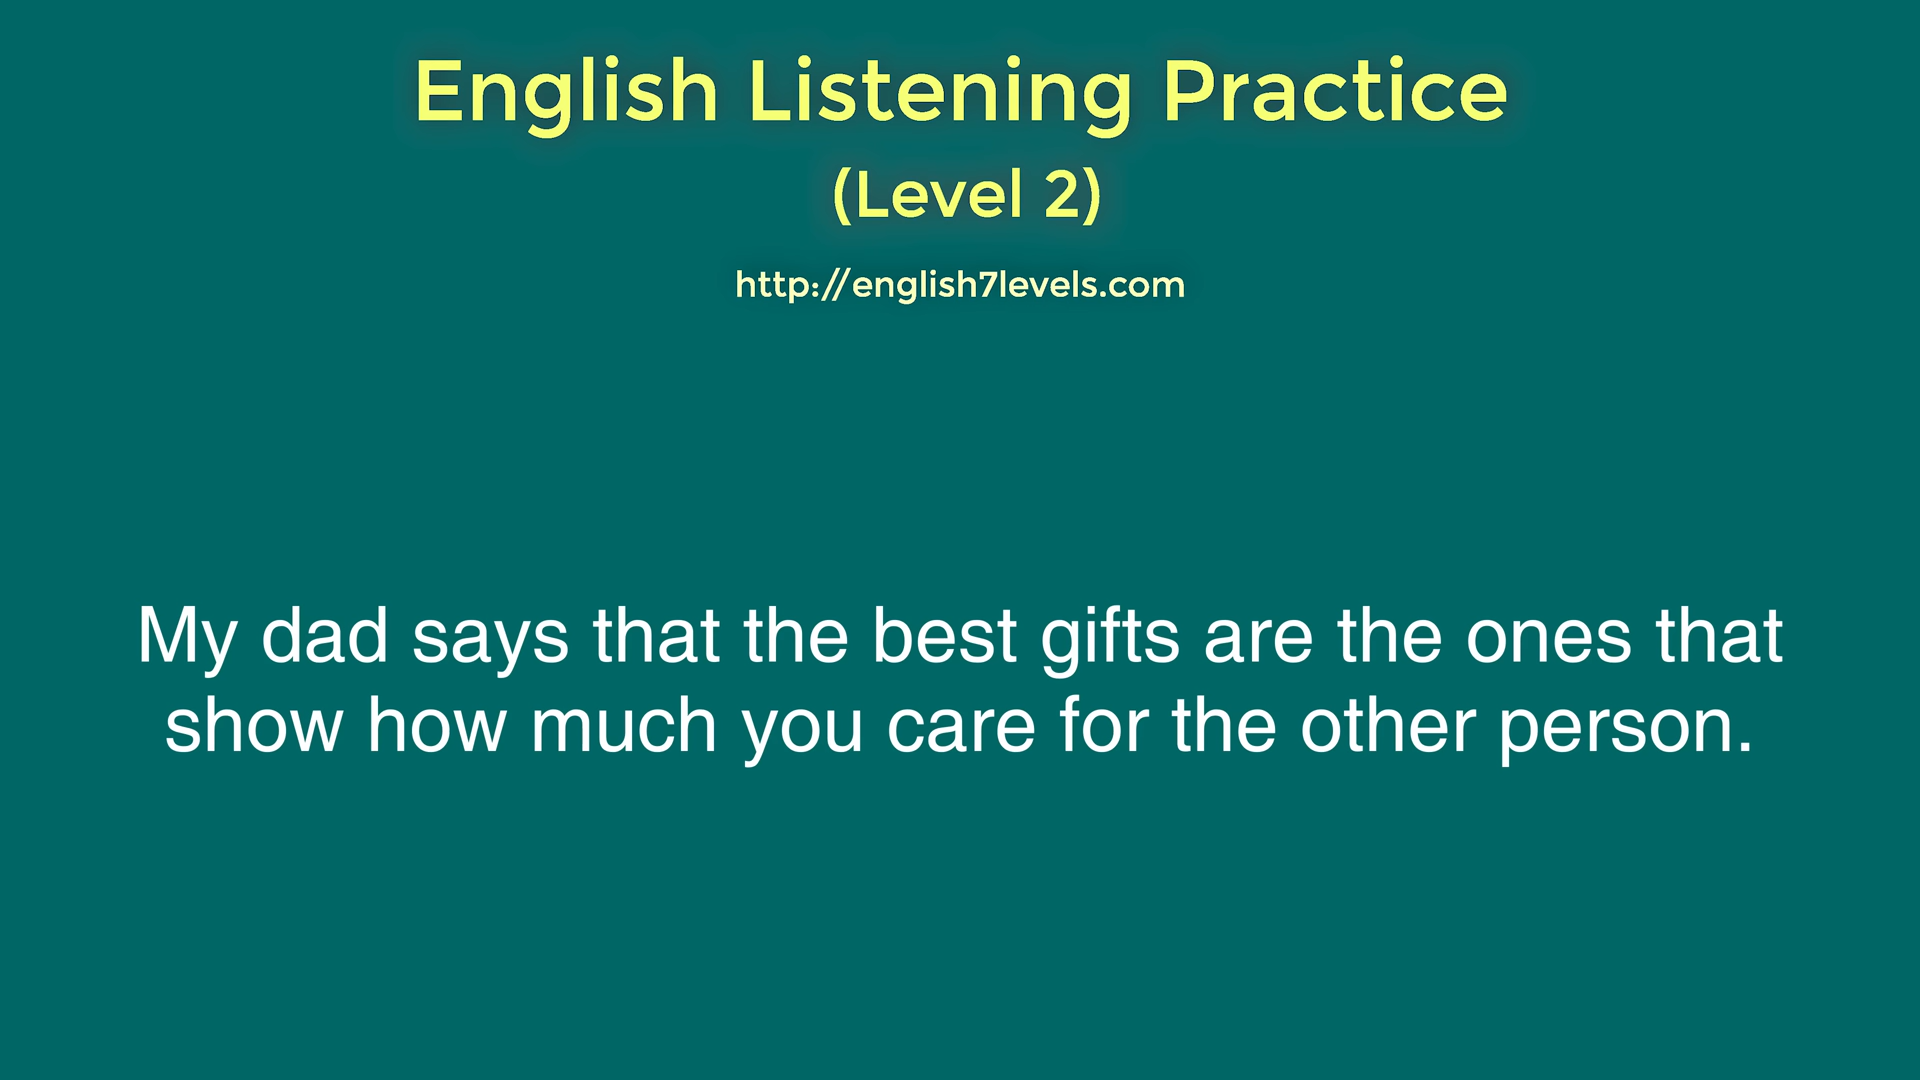 English Listening Practice
(Level 2)
http://english7levels.com
My dad says that the best gifts are the ones that
show how much you care for the other person.